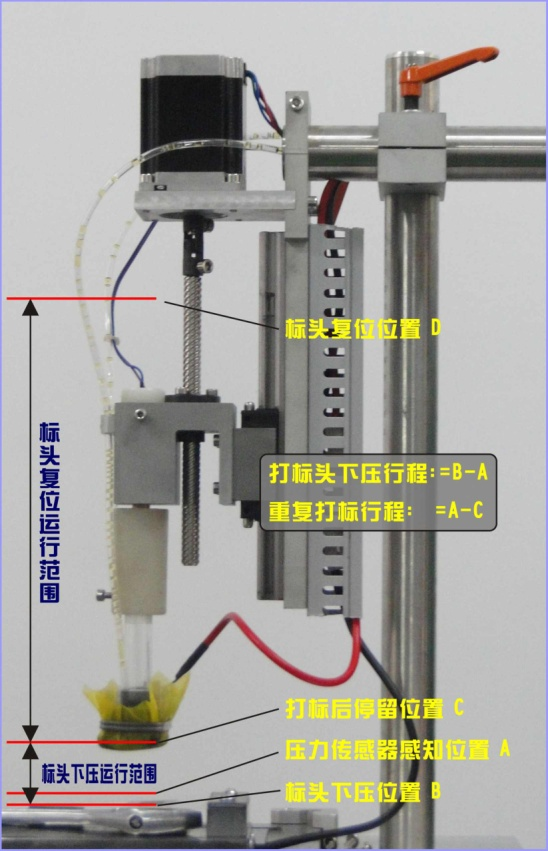 标头复位位置 D
标头复位运行范围
打标头下压行程:=B-A
重复打标行程: =A-C
打标后停留位置 C
压力传感器感知位置 A
标头下压运行范围
标头下压位置 B